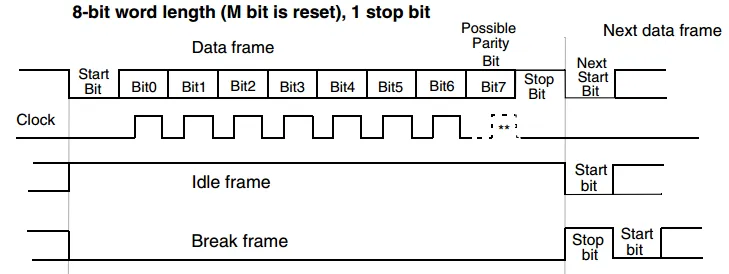 8-bit word length (M bit is reset), 1 stop bit
Possible
Parity
Bit
Next data frame
Data frame
Start
Bit
Bit0
Bit1
Bit2
Bit3
Bit4
Bit5
Bit6
Bit7
Stop
Bit
Next
Start
Bit
Clock
**
Idle frame
Start
bit
Break frame
Stop
bit
Start
bit